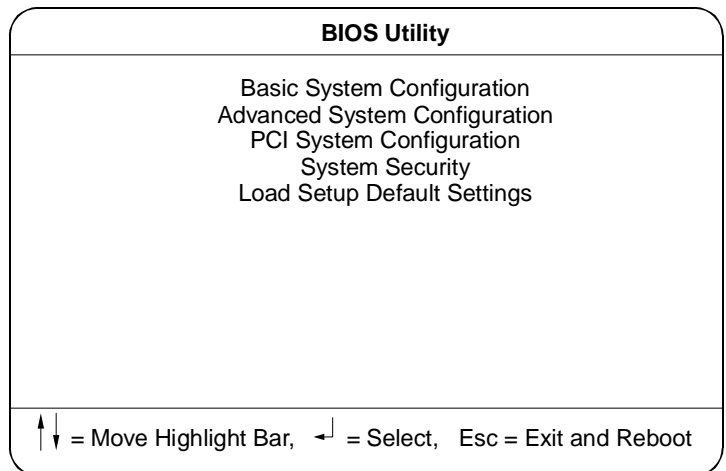 BIOS Utility
Basic System Configuration
Advanced System Configuration
PCI System Configuration
System Security
Load Setup Default Settings
↑↓ = Move Highlight Bar, ↵ = Select, Esc = Exit and Reboot